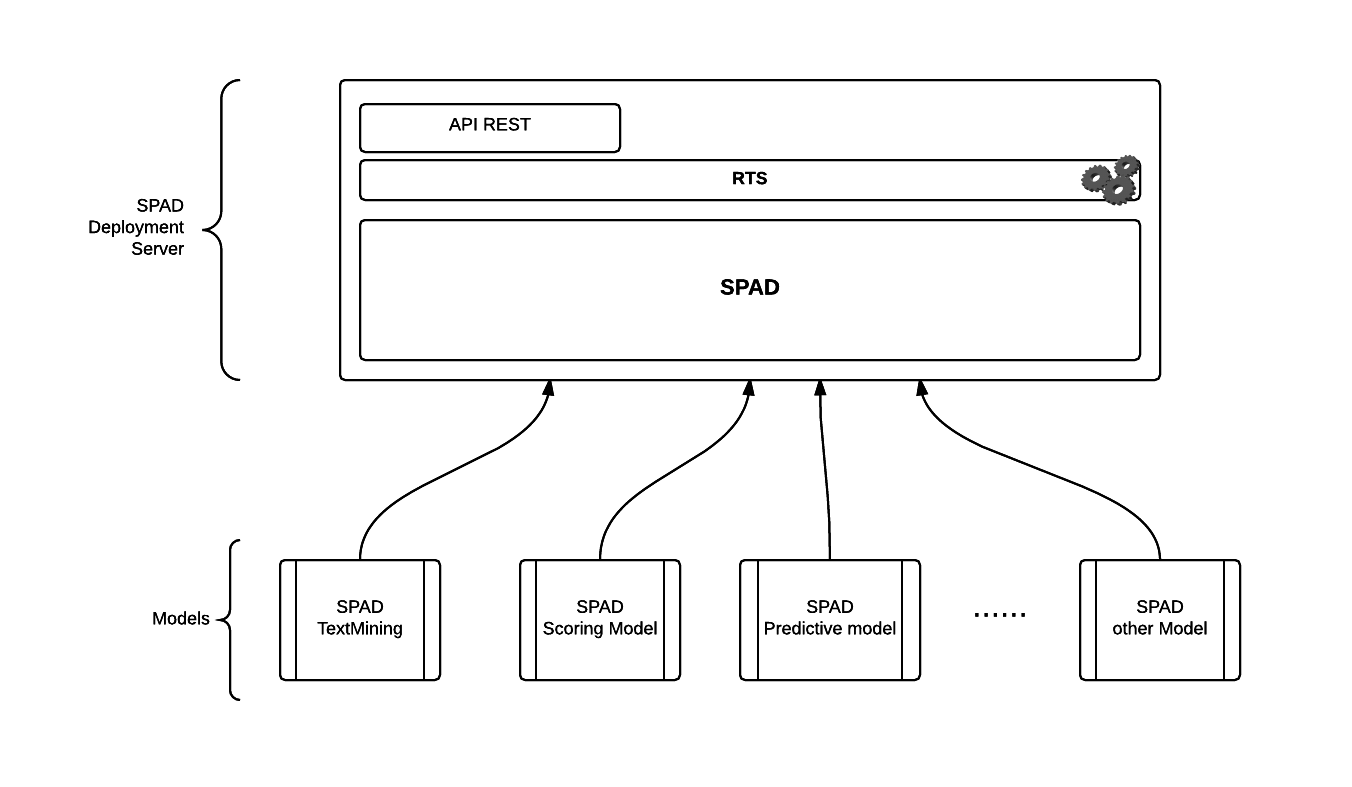 API REST
RTS
SPAD
Deployment
Server
SPAD
Models
SPAD
TextMining
SPAD
Scoring Model
SPAD
Predictive model
......
SPAD
other Model